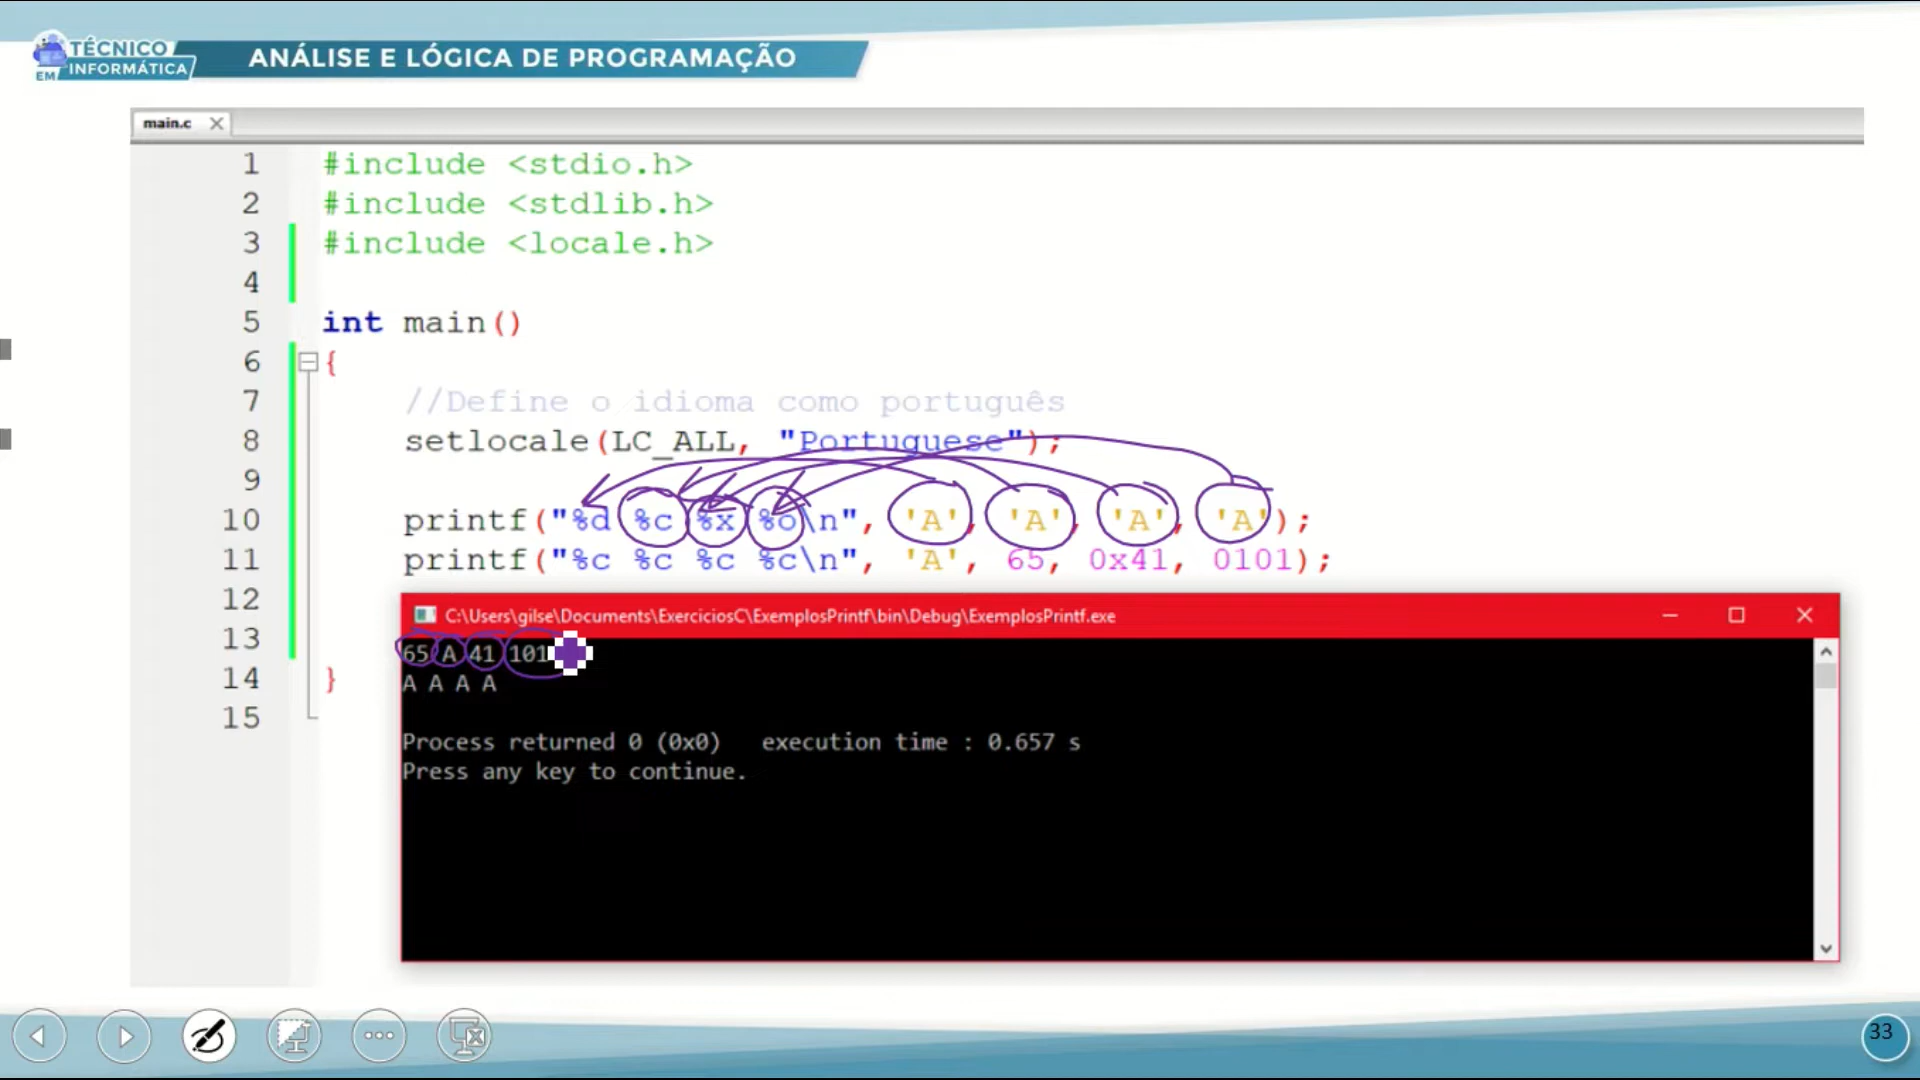 TÉCNICO
EM INFORMÁTICA
ANÁLISE E LÓGICA DE PROGRAMAÇÃO
main.c
1 #include <stdio.h>
2 #include <stdlib.h>
3 #include <locale.h>
4
5 int main()
6 {
7 //Define o idioma como português
8 setlocale(LC_ALL, "Portuguese");
9
10 printf("%d %c %x %o\n", 'A', 'A', 'A', 'A');
11 printf("%c %c %c %c\n", 'A', 65, 0x41, 0101);
12
13
14 }
15
C:\Users\gilse\Documents\ExerciciosC\ExemplosPrintf\bin\Debug\ExemplosPrintf.exe
65 A 41 101
A A A A
Process returned 0 (0x0) execution time : 0.657 s
Press any key to continue.
33